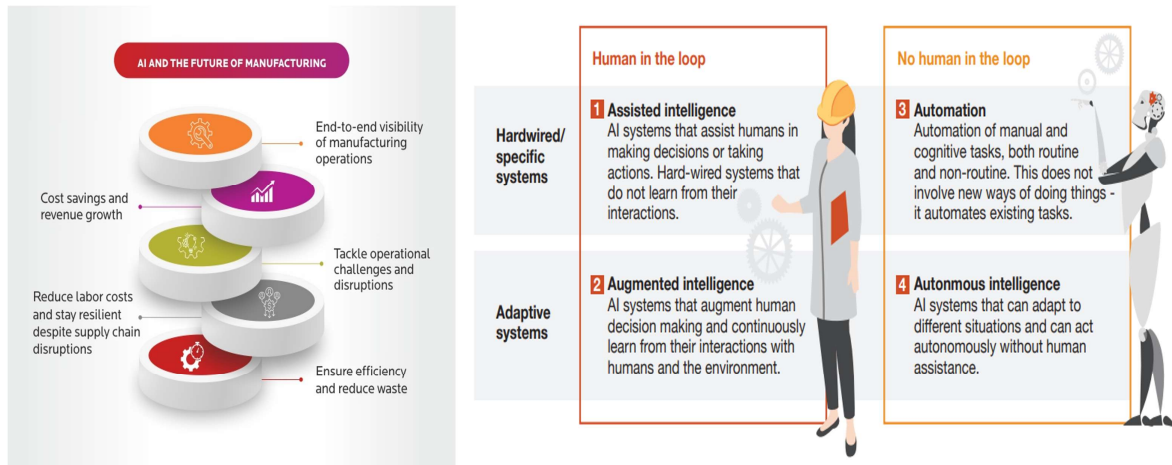 AI AND THE FUTURE OF MANUFACTURING
End-to-end visibility
of manufacturing
operations
Cost savings and
revenue growth
Tackle operational
challenges and
disruptions
Reduce labor costs
and stay resilient
despite supply chain
disruptions
Ensure efficiency
and reduce waste
Human in the loop
No human in the loop
Hardwired/
specific
systems
1 Assisted intelligence
AI systems that assist humans in
making decisions or taking
actions. Hard-wired systems that
do not learn from their
interactions.
3 Automation
Automation of manual and
cognitive tasks, both routine
and non-routine. This does not
involve new ways of doing things -
it automates existing tasks.
Adaptive
systems
2 Augmented intelligence
AI systems that augment human
decision making and continuously
learn from their interactions with
humans and the environment.
4 Autonmous intelligence
AI systems that can adapt to
different situations and can act
autonomously without human
assistance.